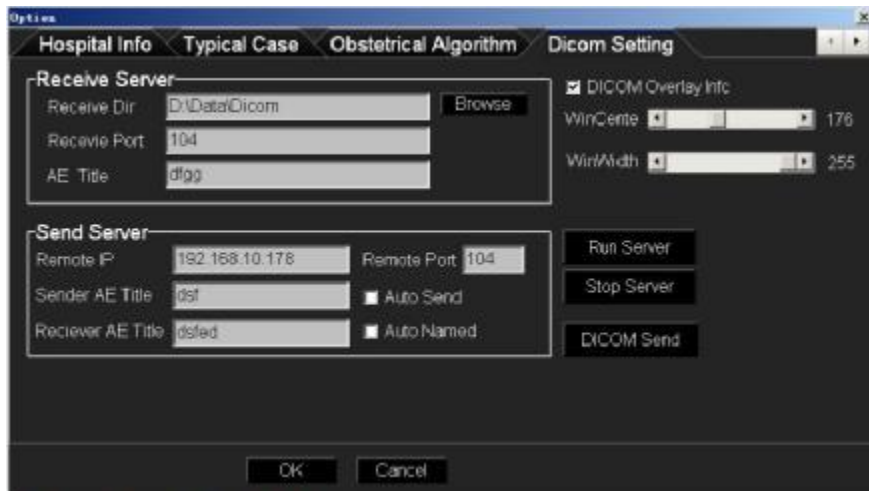 Option
Hospital Info Typical Case Obstetrical Algorithm Dicom Setting
Receive Server
Receive Dir D:\Data\Dicom Browse
Recevie Port 104
AE Title dfgg
DICOM Overlay Info
WinCente 176
WinWidth 255
Send Server
Remote IP 192.168.10.178 Remote Port 104
Sender AE Title dsf Auto Send
Reciever AE Title dsfed Auto Named
Run Server
Stop Server
DICOM Send
OK Cancel